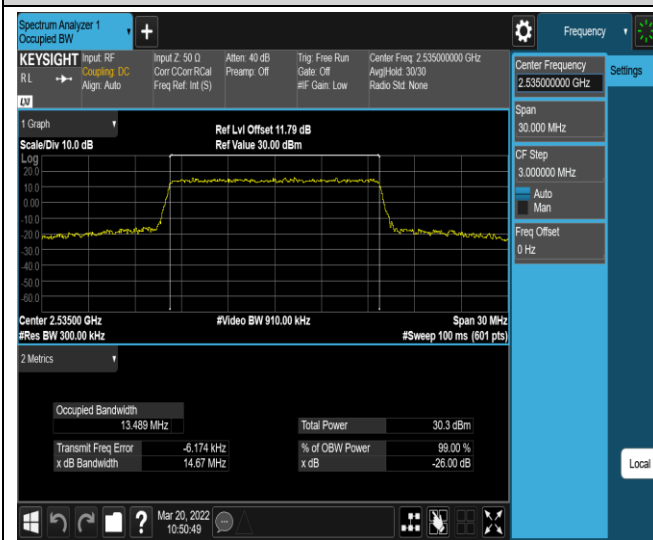 Spectrum Analyzer 1
Occupied BW
+
Frequency
KEYSIGHT
RL
LXI
Input: RF
Coupling: DC
Align: Auto
Input Z: 50 Ω
Corr CCorr RCal
Freq Ref: Int (S)
Atten: 40 dB
Preamp: Off
Trig: Free Run
Gate: Off
#IF Gain: Low
Center Freq: 2.535000000 GHz
Avg|Hold: 30/30
Radio Std: None
Center Frequency
2.535000000 GHz
Settings
Span
30.000 MHz
CF Step
3.000000 MHz
Auto
Man
Freq Offset
0 Hz
Local
1 Graph
Scale/Div 10.0 dB
Ref Lvl Offset 11.79 dB
Ref Value 30.00 dBm
Log
20.0
10.0
0.00
-10.0
-20.0
-30.0
-40.0
-50.0
-60.0
Center 2.53500 GHz
#Video BW 910.00 kHz
Span 30 MHz
#Res BW 300.00 kHz
#Sweep 100 ms (601 pts)
2 Metrics
Occupied Bandwidth
13.489 MHz
Total Power 30.3 dBm
Transmit Freq Error -6.174 kHz
% of OBW Power 99.00 %
x dB Bandwidth 14.67 MHz
x dB -26.00 dB
?
Mar 20, 2022
10:50:49